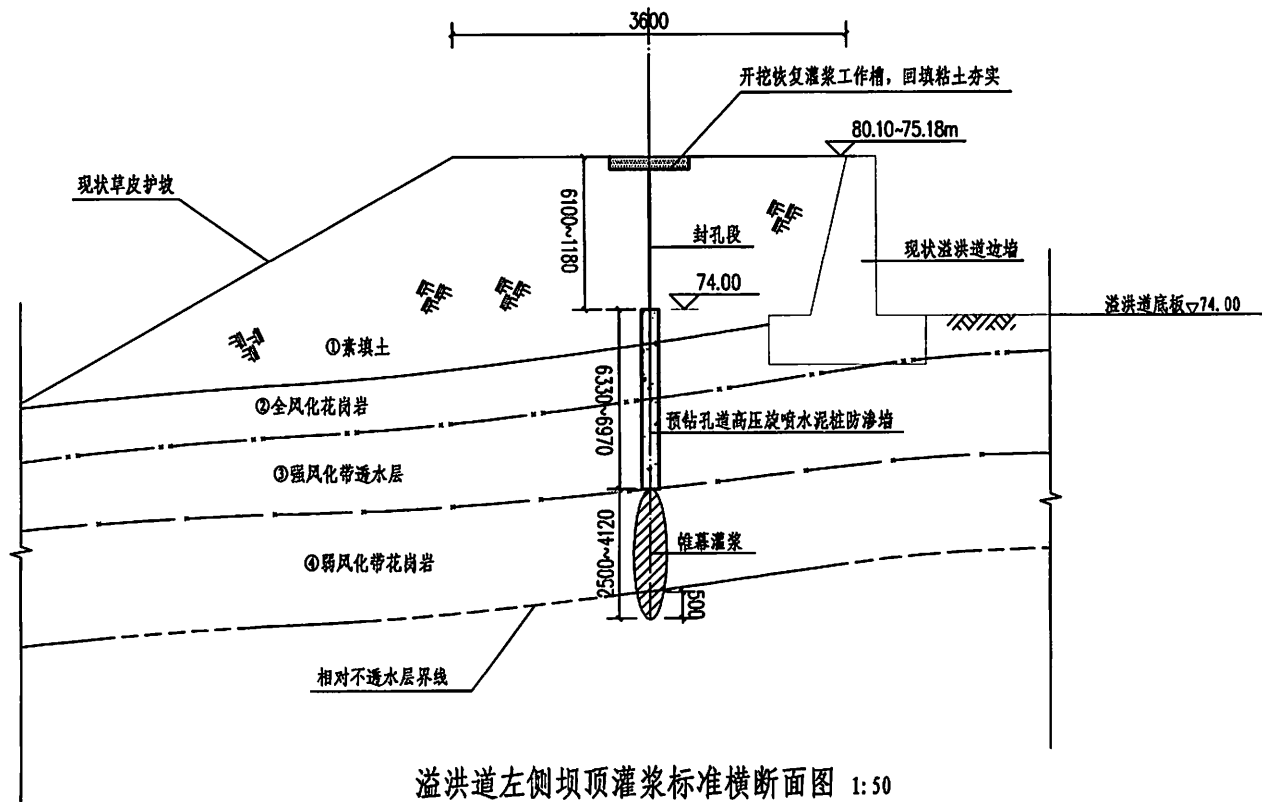 3600
开挖恢复灌浆工作槽，回填粘土夯实
80.10~75.18m
现状草皮护坡
6100~1180
封孔段
现状溢洪道边墙
74.00
溢洪道底板▽74.00
①素填土
②全风化花岗岩
6330~6970
预钻孔道高压旋喷水泥桩防渗墙
③强风化带透水层
④弱风化带花岗岩
2500~4120
帷幕灌浆
500
相对不透水层界线
溢洪道左侧坝顶灌浆标准横断面图 1:50